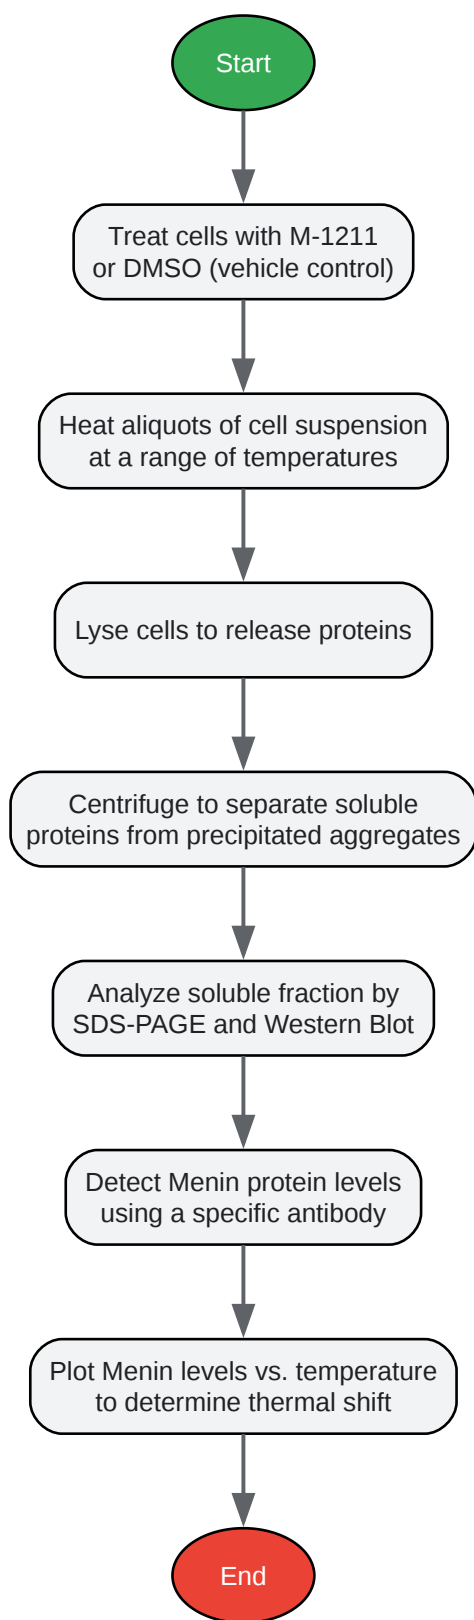 Start
Treat cells with M-1211
or DMSO (vehicle control)
Heat aliquots of cell suspension
at a range of temperatures
Lyse cells to release proteins
Centrifuge to separate soluble
proteins from precipitated aggregates
Analyze soluble fraction by
SDS-PAGE and Western Blot
Detect Menin protein levels
using a specific antibody
Plot Menin levels vs. temperature
to determine thermal shift
End